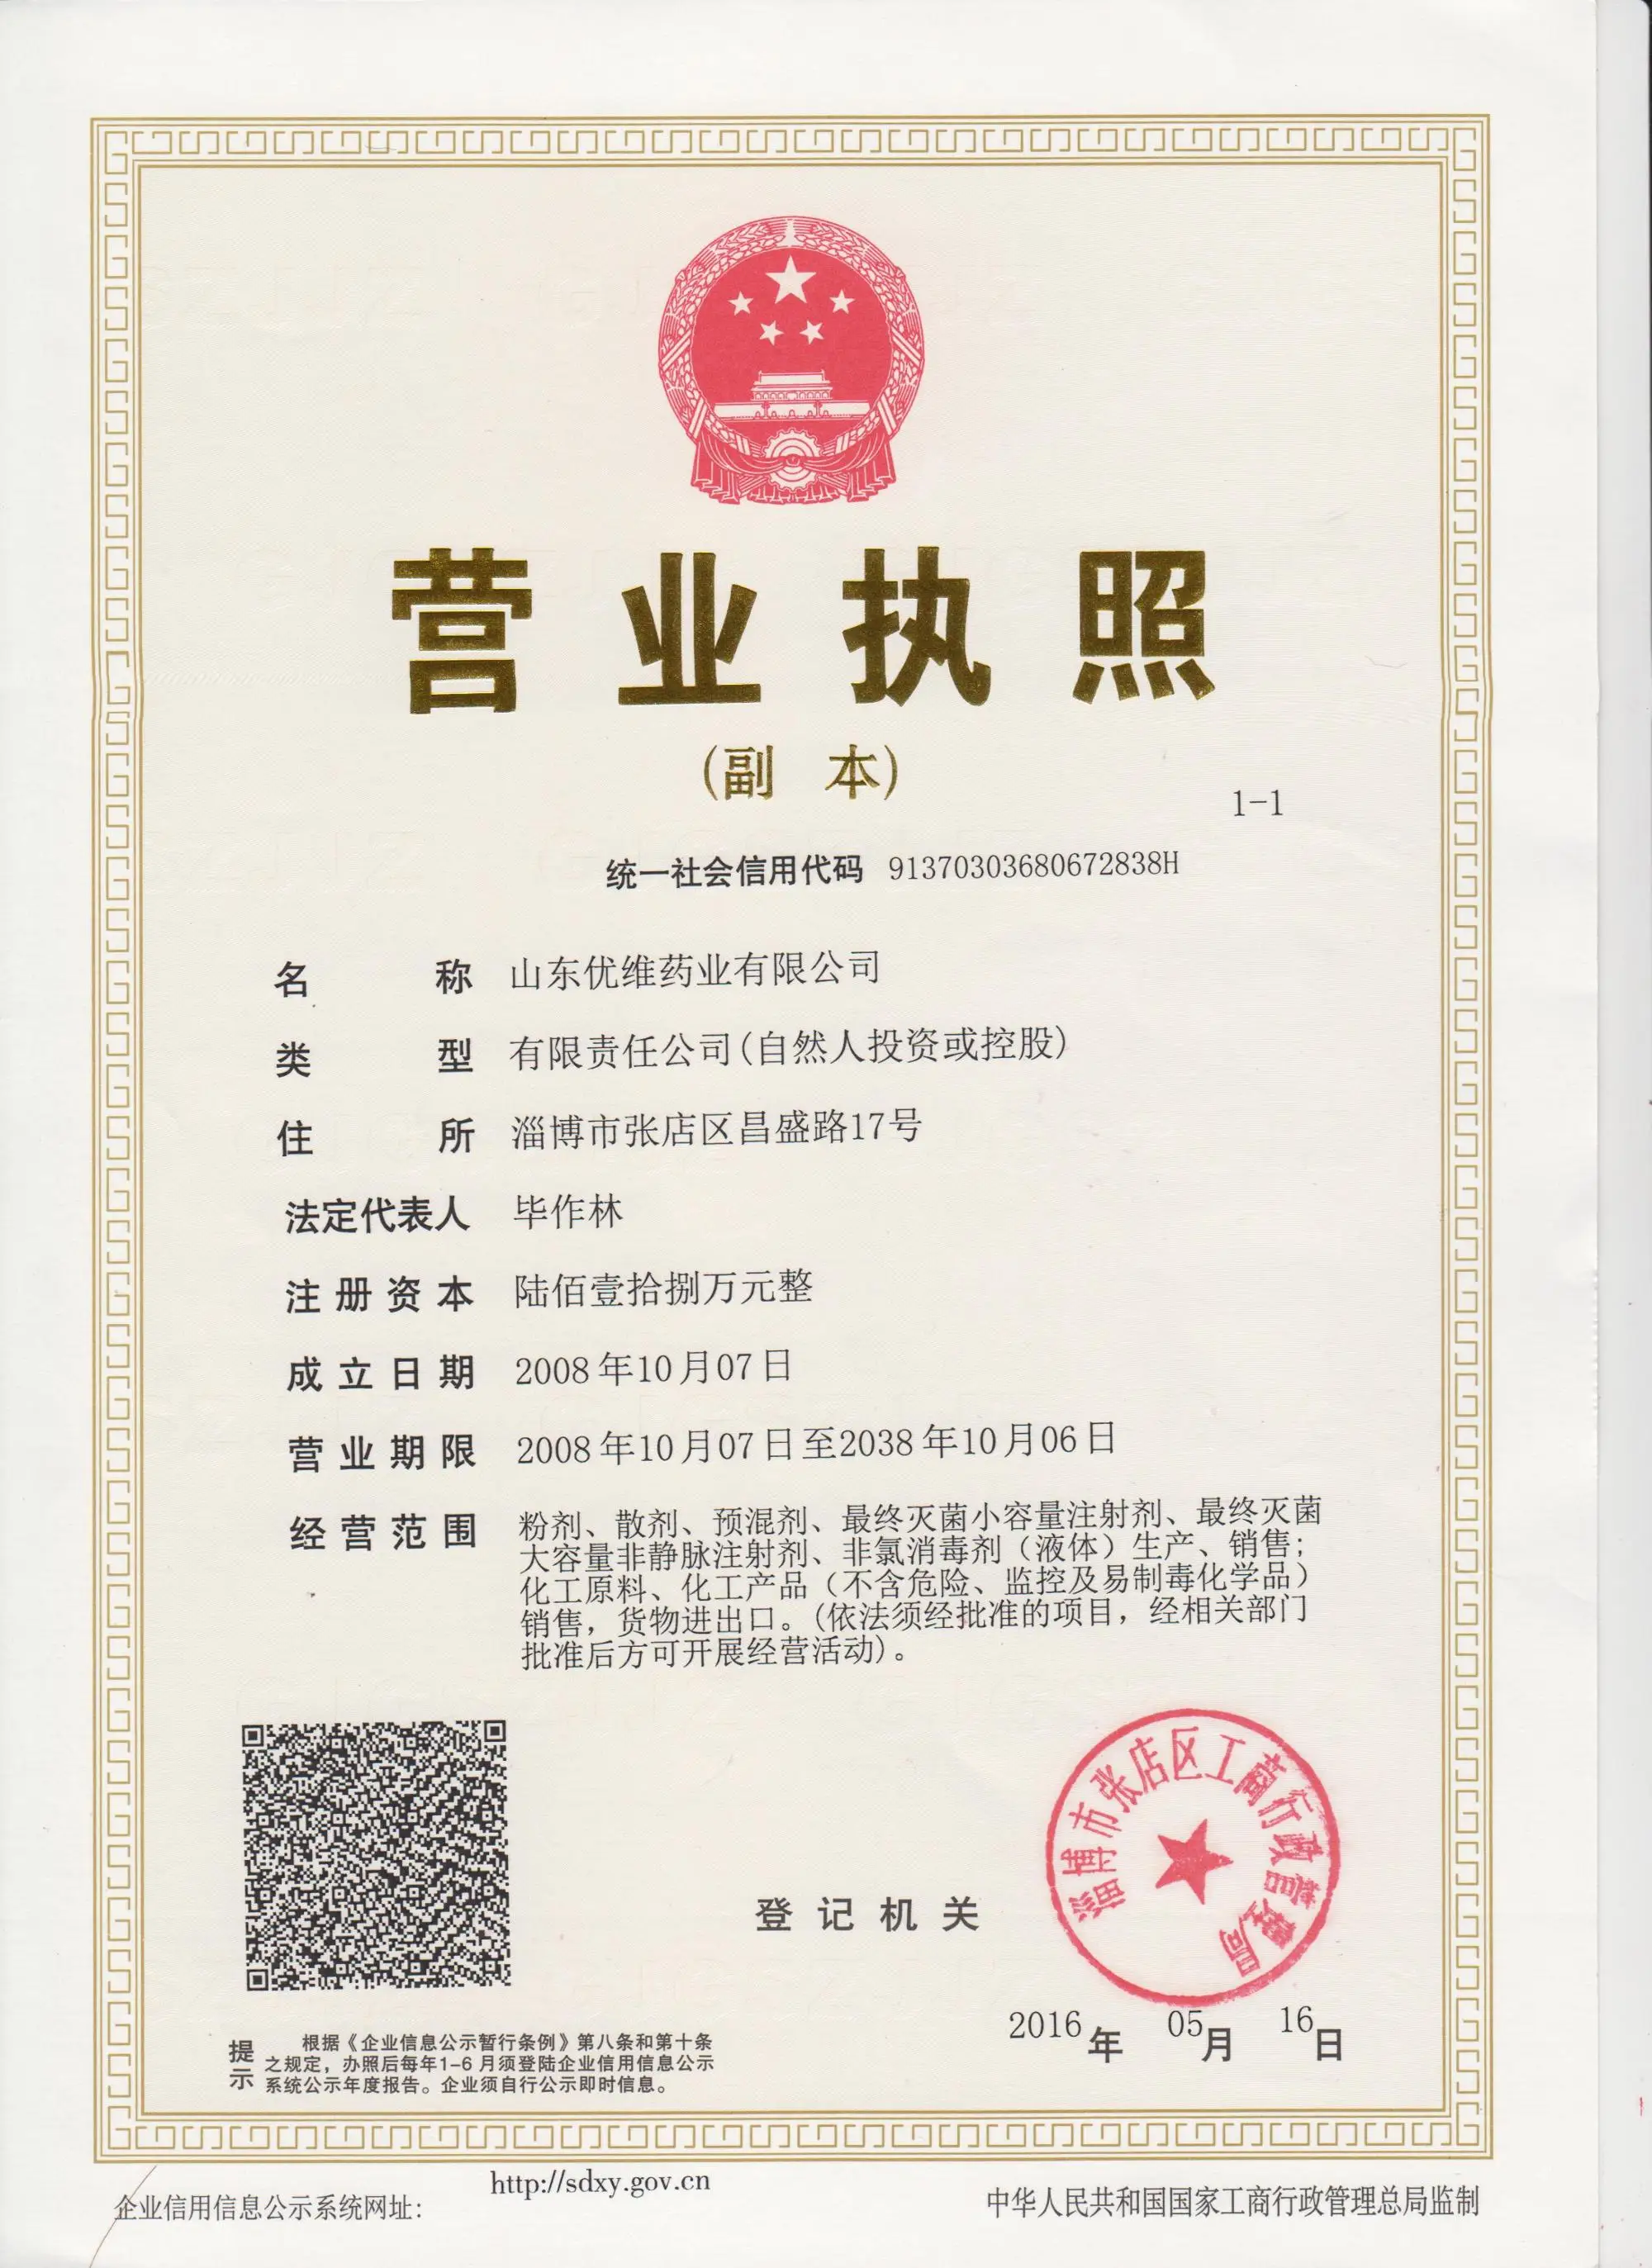 营业执照
(副 本)
1-1
统一社会信用代码 91370303680672838H
名 称 山东优维药业有限公司
类 型 有限责任公司(自然人投资或控股)
住 所 淄博市张店区昌盛路17号
法定代表人 毕作林
注册资本 陆佰壹拾捌万元整
成立日期 2008年10月07日
营业期限 2008年10月07日至2038年10月06日
经营范围 粉剂、散剂、预混剂、最终灭菌小容量注射剂、最终灭菌
大容量非静脉注射剂、非氯消毒剂（液体）生产、销售;
化工原料、化工产品（不含危险、监控及易制毒化学品）
销售，货物进出口。(依法须经批准的项目，经相关部门
批准后方可开展经营活动)。
淄博市张店区工商行政管理局
登记机关
2016年 05月 16日
提示 根据《企业信息公示暂行条例》第八条和第十条
之规定，办照后每年1-6月须登陆企业信用信息公示
系统公示年度报告。企业须自行公示即时信息。
http://sdxy.gov.cn
企业信用信息公示系统网址:
中华人民共和国国家工商行政管理总局监制